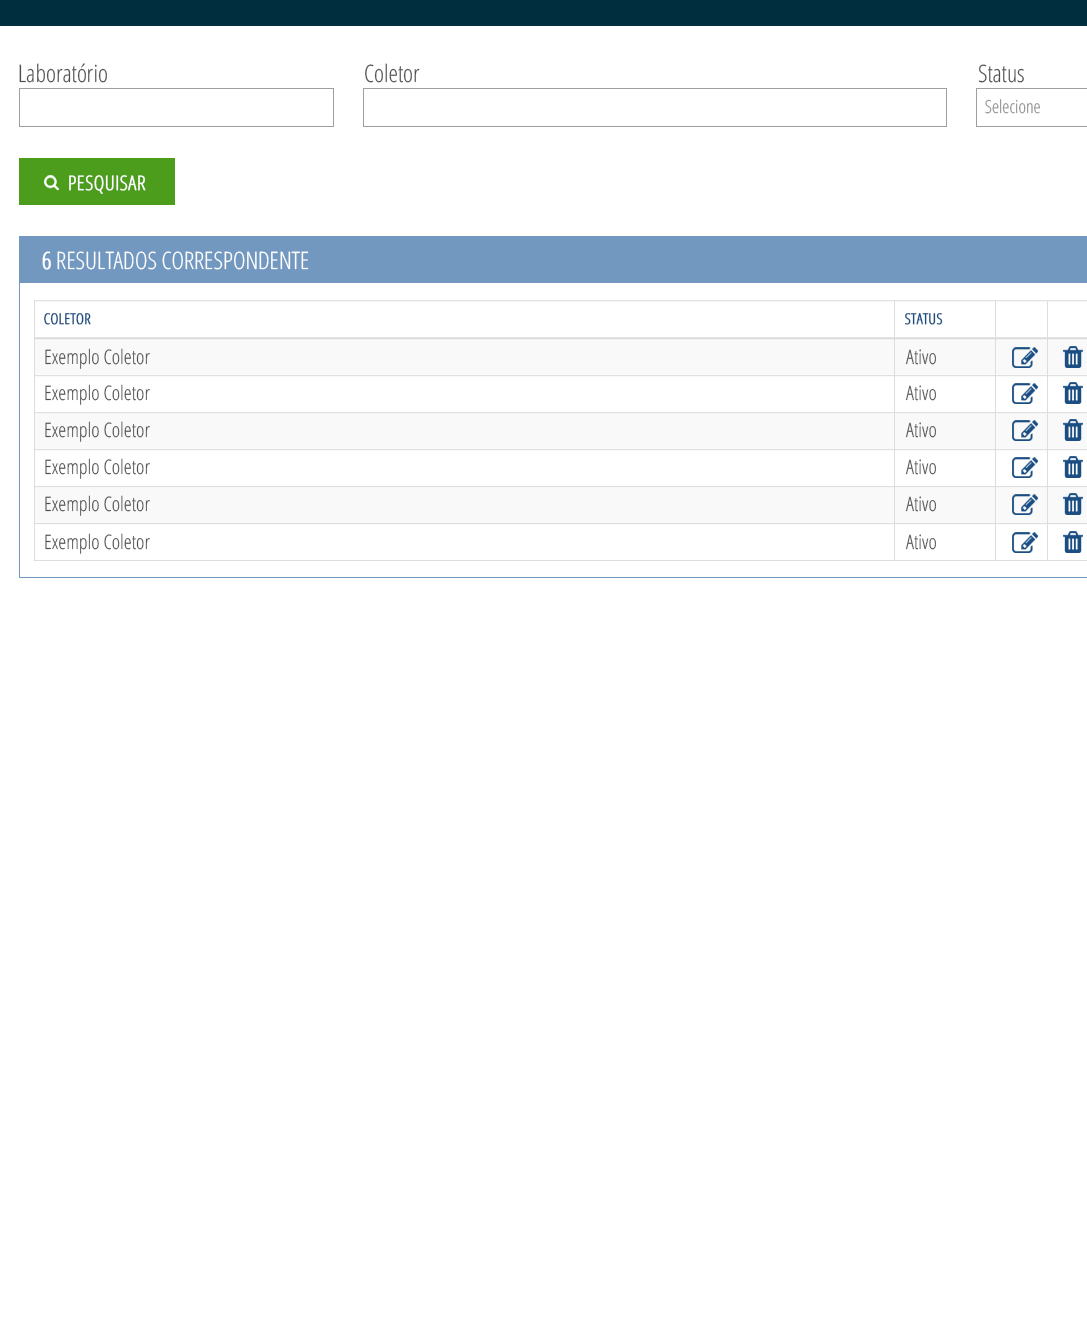 Laboratório Coletor Status
Selecione
PESQUISAR
6 RESULTADOS CORRESPONDENTE
COLETOR STATUS
Exemplo Coletor Ativo
Exemplo Coletor Ativo
Exemplo Coletor Ativo
Exemplo Coletor Ativo
Exemplo Coletor Ativo
Exemplo Coletor Ativo